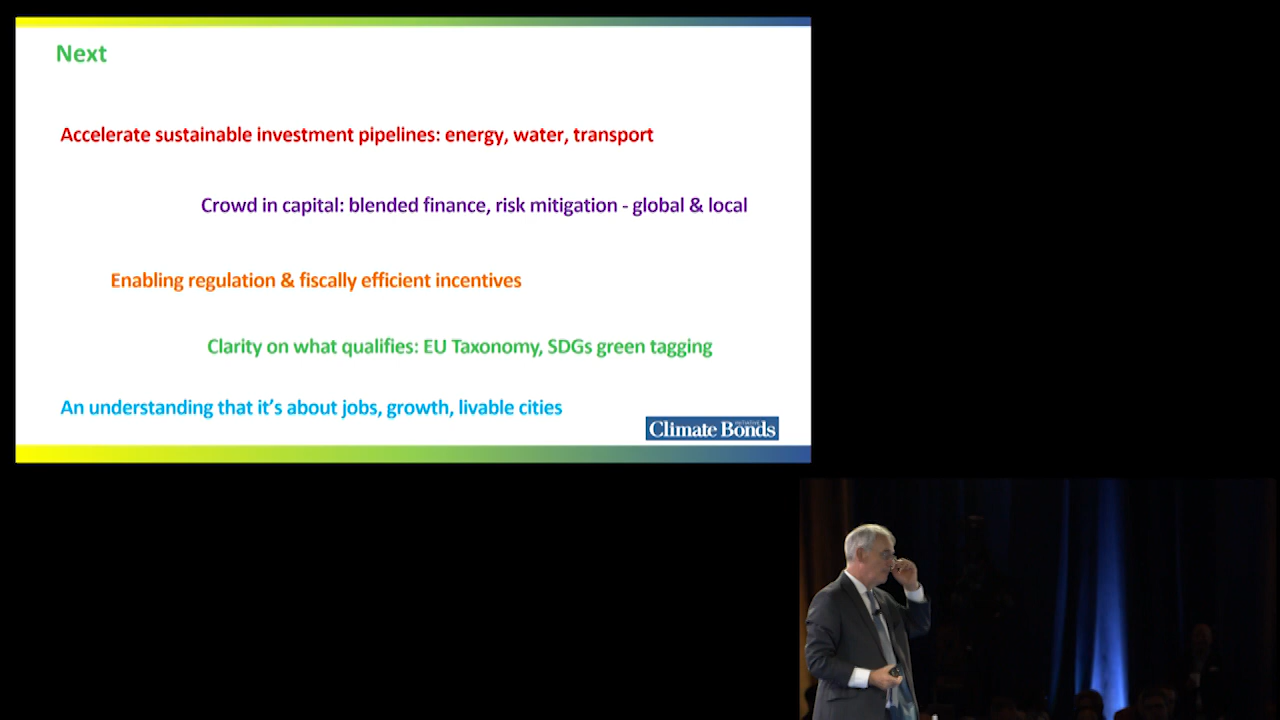 Next
Accelerate sustainable investment pipelines: energy, water, transport
Crowd in capital: blended finance, risk mitigation - global & local
Enabling regulation & fiscally efficient incentives
Clarity on what qualifies: EU Taxonomy, SDGs green tagging
An understanding that it's about jobs, growth, livable cities
Climate Bonds